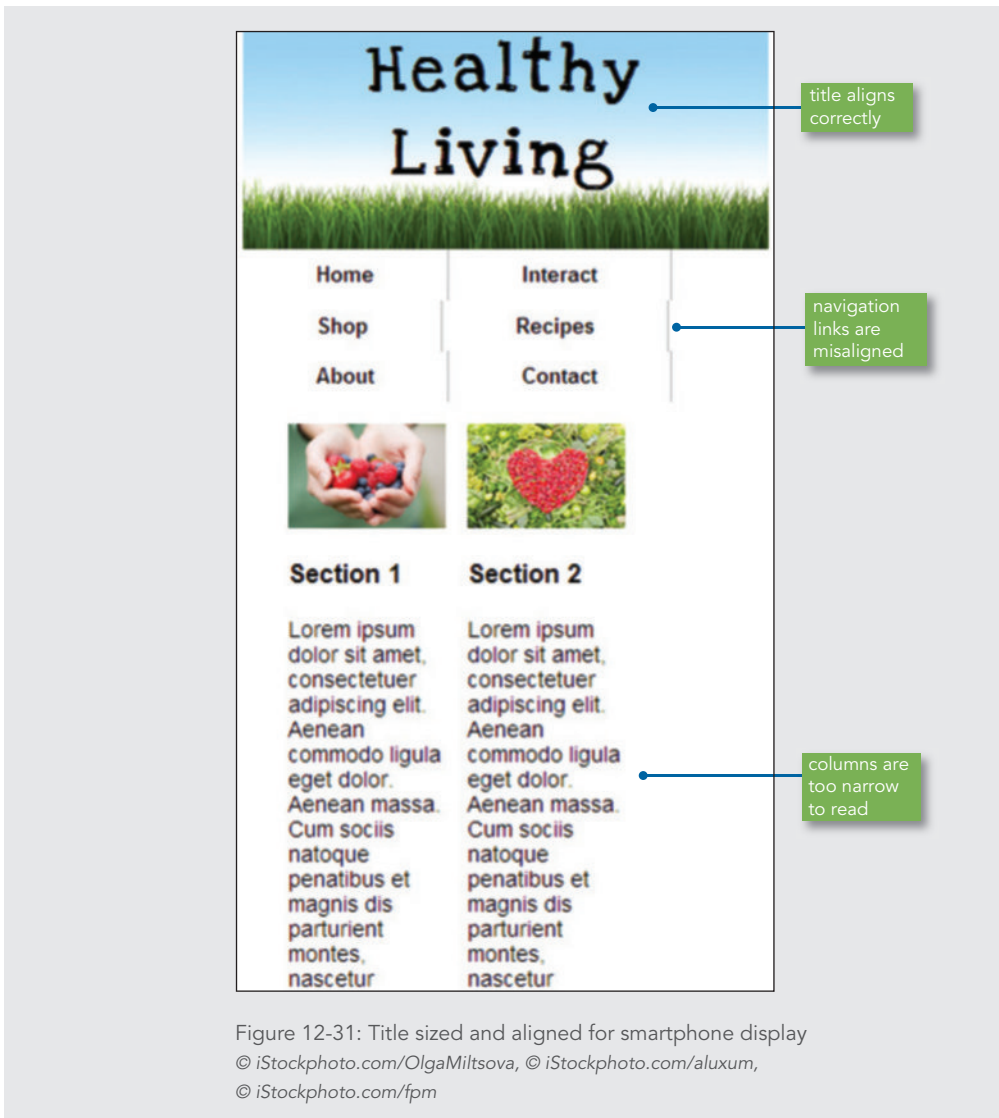 Healthy
Living
title aligns
correctly
Home Interact
Shop Recipes
About Contact
navigation
links are
misaligned
Section 1 Section 2
Lorem ipsum
dolor sit amet,
consectetuer
adipiscing elit.
Aenean
commodo ligula
eget dolor.
Aenean massa.
Cum sociis
natoque
penatibus et
magnis dis
parturient
montes,
nascetur
Lorem ipsum
dolor sit amet,
consectetuer
adipiscing elit.
Aenean
commodo ligula
eget dolor.
Aenean massa.
Cum sociis
natoque
penatibus et
magnis dis
parturient
montes,
nascetur
columns are
too narrow
to read
Figure 12-31: Title sized and aligned for smartphone display
© iStockphoto.com/OlgaMiltsova, © iStockphoto.com/aluxum,
© iStockphoto.com/fpm